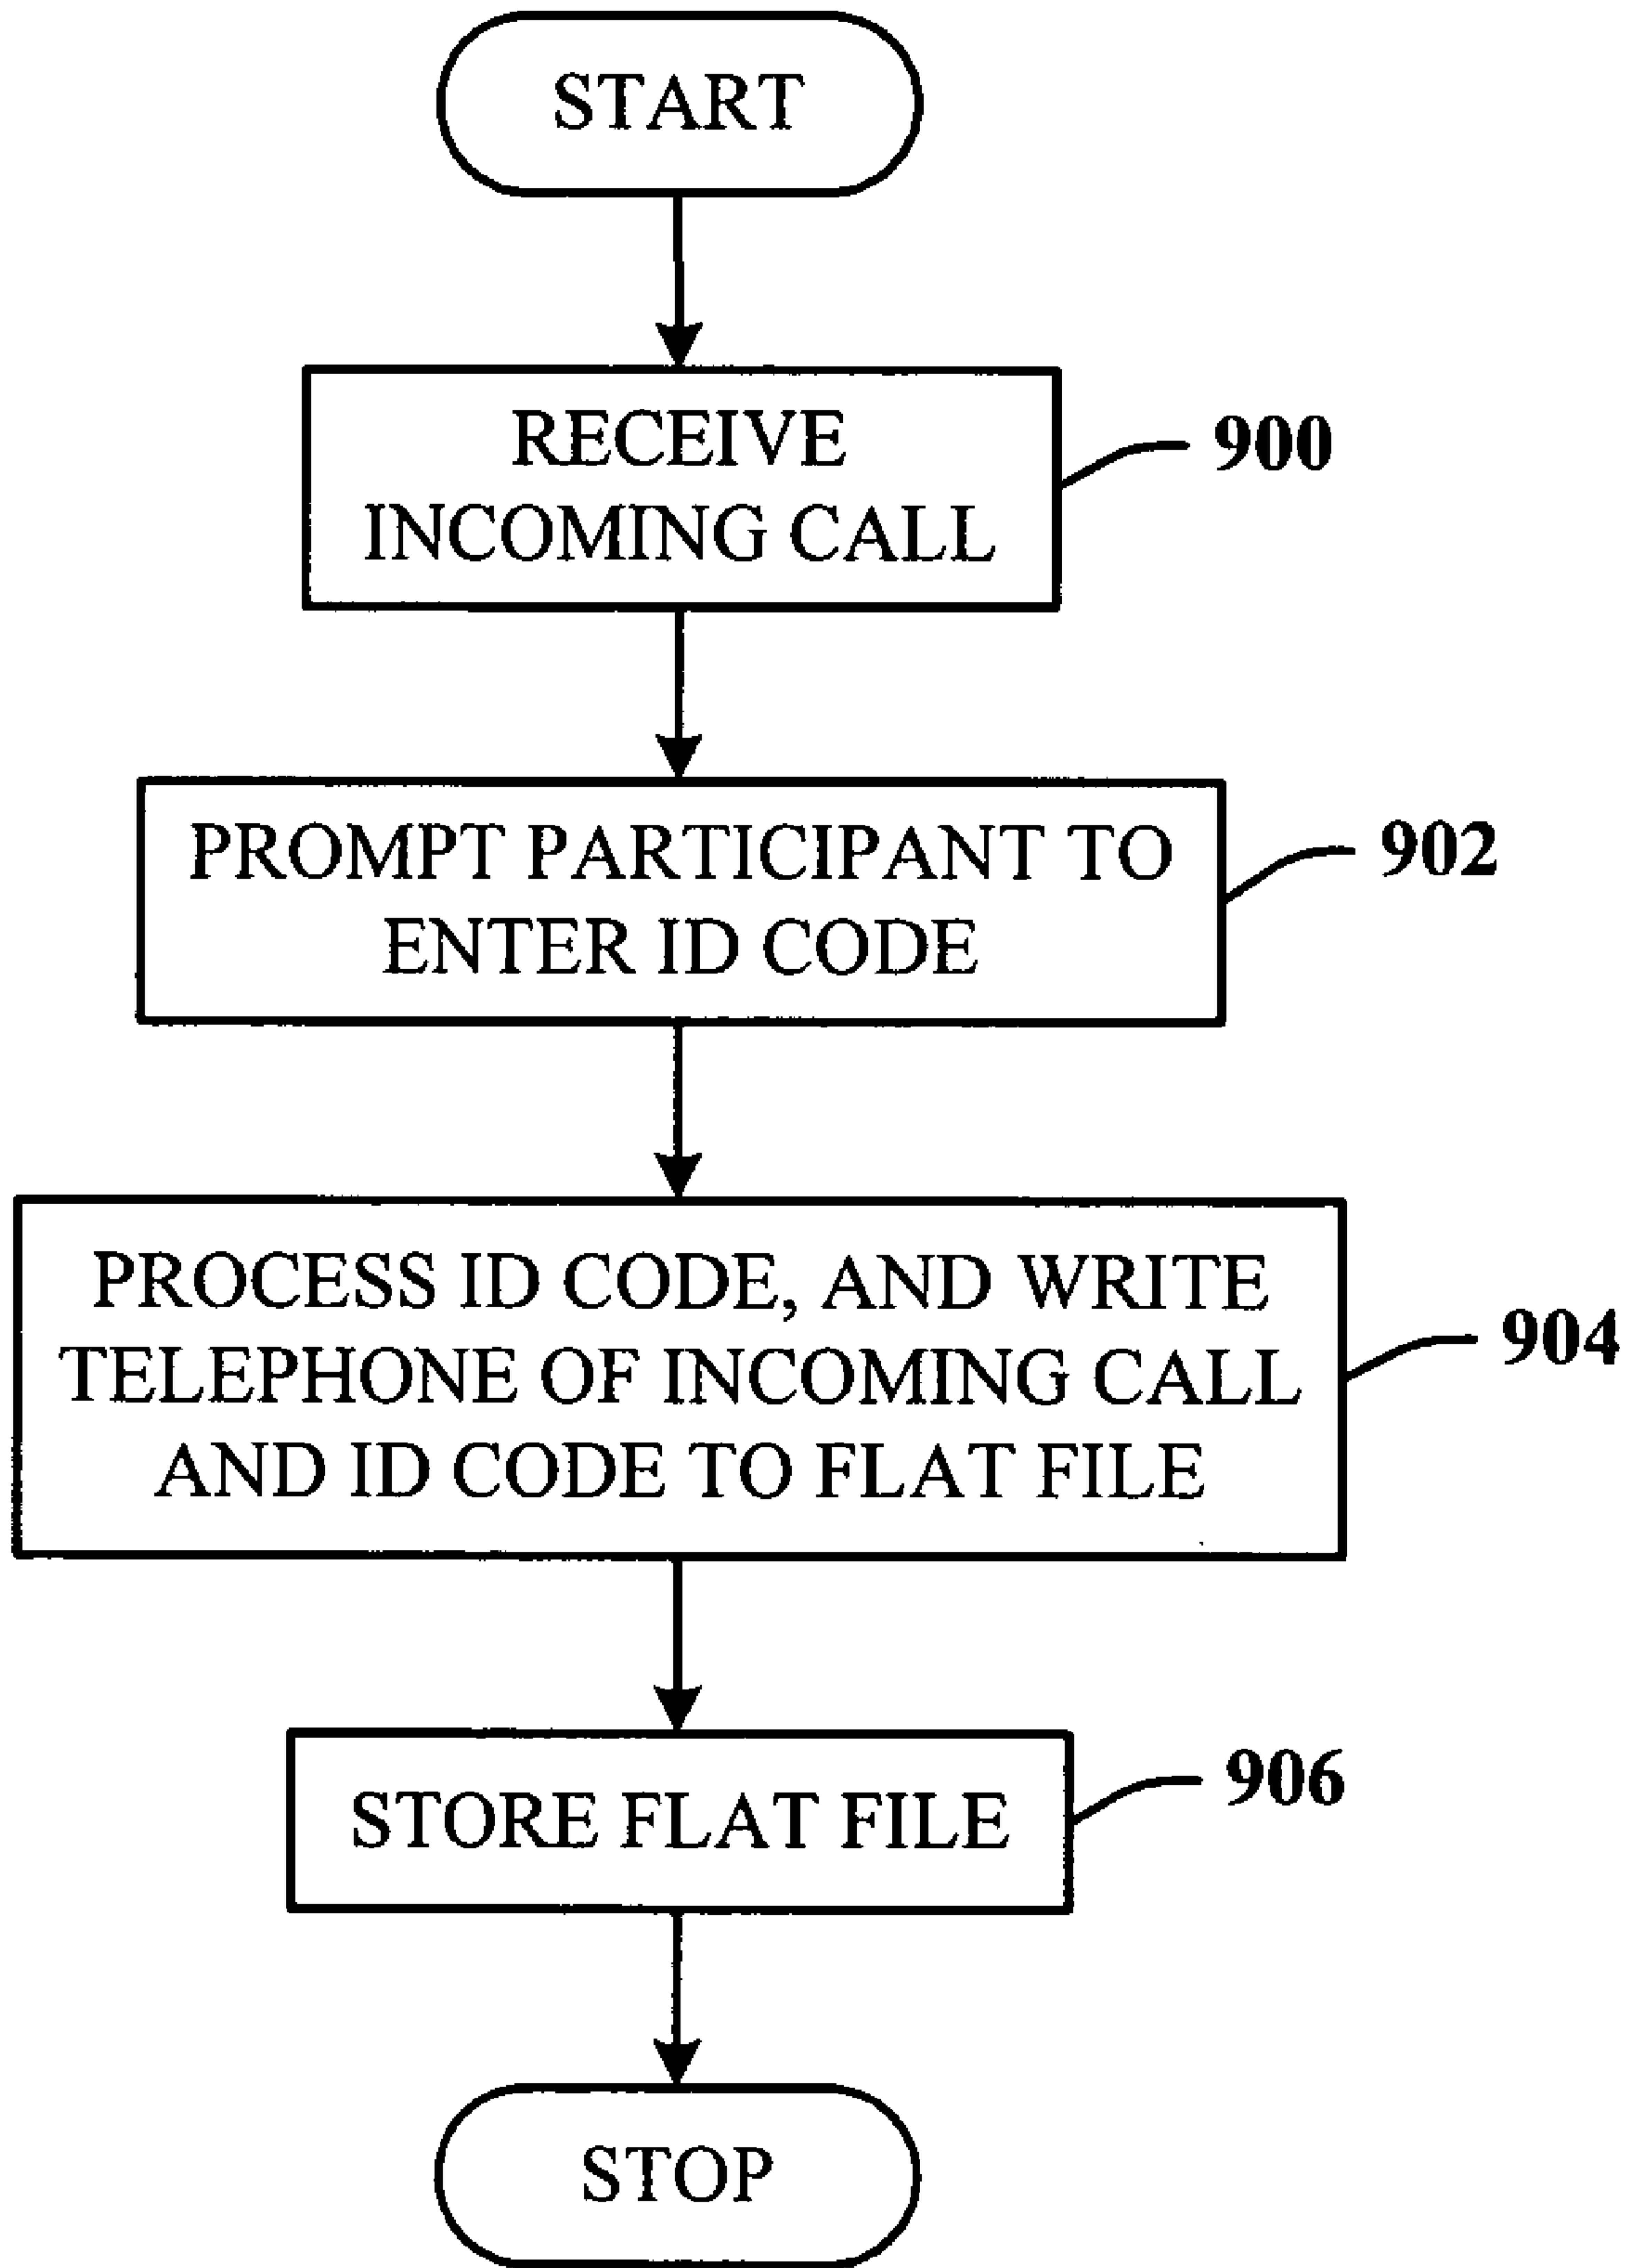 START
RECEIVE
INCOMING CALL
900
PROMPT PARTICIPANT TO
ENTER ID CODE
902
PROCESS ID CODE, AND WRITE
TELEPHONE OF INCOMING CALL
AND ID CODE TO FLAT FILE
904
STORE FLAT FILE
906
STOP